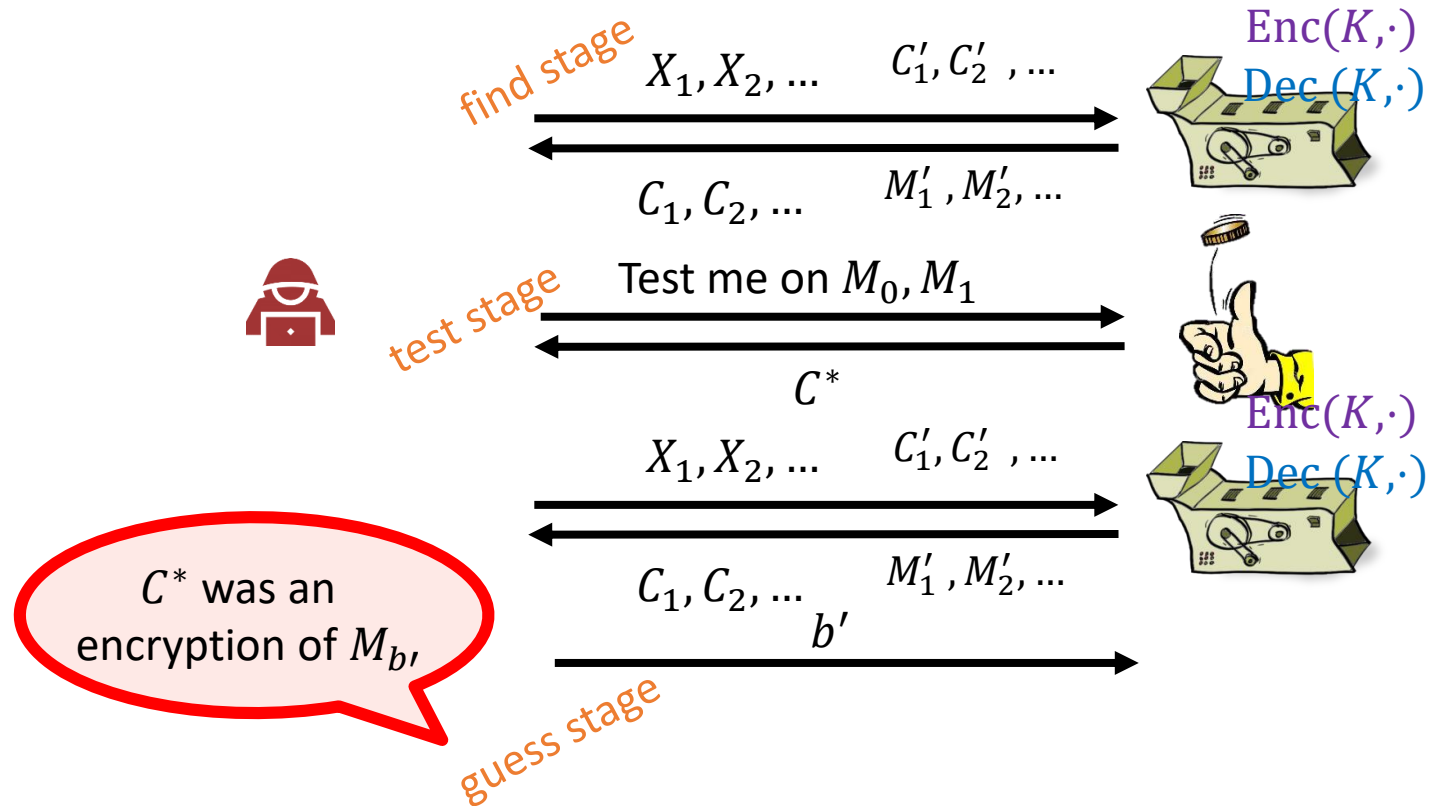 find stage
X₁, X₂, … C′₁, C′₂ , …
Enc(K,·)
Dec (K,·)
C₁, C₂, … M′₁ , M′₂, …
test stage
Test me on M₀, M₁
C*
Enc(K,·)
Dec (K,·)
X₁, X₂, … C′₁, C′₂ , …
C₁, C₂, … M′₁ , M′₂, …
b′
C* was an
encryption of M_b′
guess stage